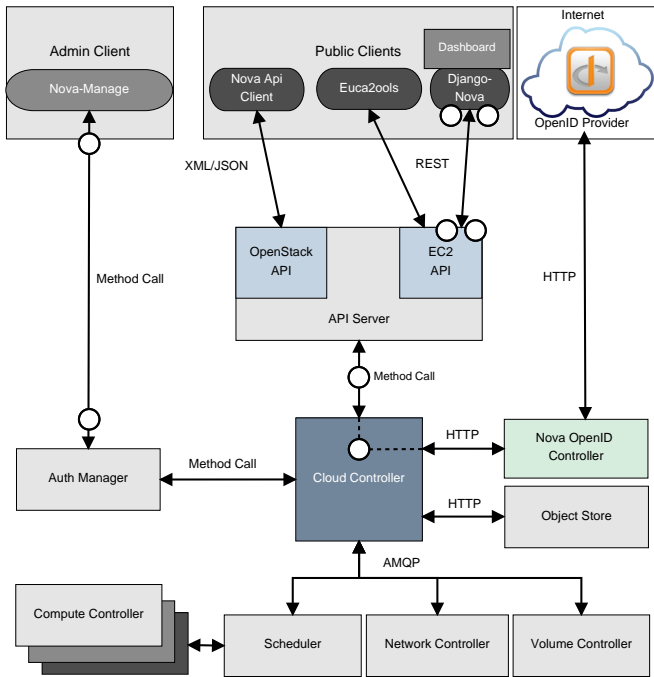 Internet
Admin Client
Public Clients
Dashboard
Nova-Manage
Nova Api
Client
Euca2ools
Django-
Nova
OpenID Provider
XML/JSON
REST
OpenStack
API
EC2
API
Method Call
HTTP
API Server
Method Call
HTTP
Nova OpenID
Controller
Auth Manager
Method Call
Cloud Controller
HTTP
Object Store
AMQP
Compute Controller
Scheduler
Network Controller
Volume Controller